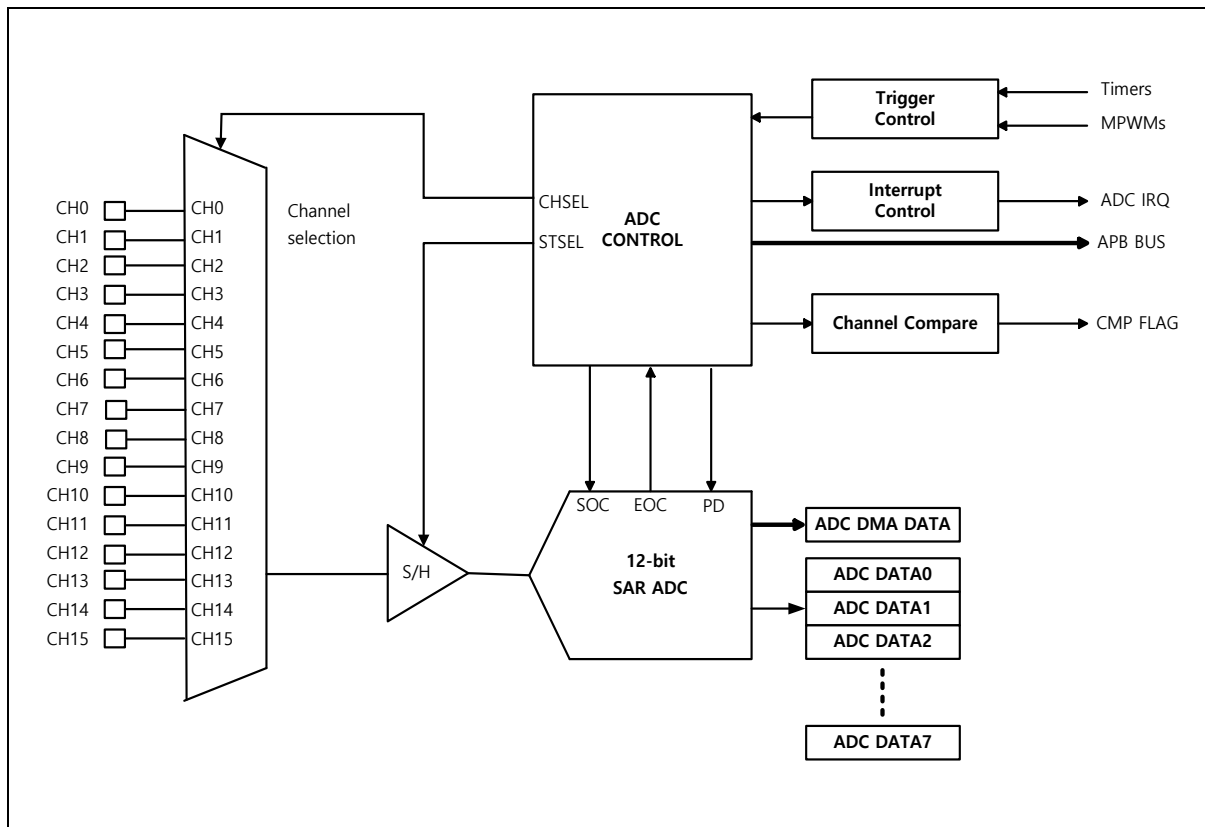 Trigger
Control
Timers
MPWMs
Interrupt
Control
ADC IRQ
APB BUS
Channel Compare
CMP FLAG
ADC
CONTROL
CHSEL
STSEL
Channel
selection
CH0 CH0
CH1 CH1
CH2 CH2
CH3 CH3
CH4 CH4
CH5 CH5
CH6 CH6
CH7 CH7
CH8 CH8
CH9 CH9
CH10 CH10
CH11 CH11
CH12 CH12
CH13 CH13
CH14 CH14
CH15 CH15
S/H
SOC EOC PD
12-bit
SAR ADC
ADC DMA DATA
ADC DATA0
ADC DATA1
ADC DATA2
ADC DATA7